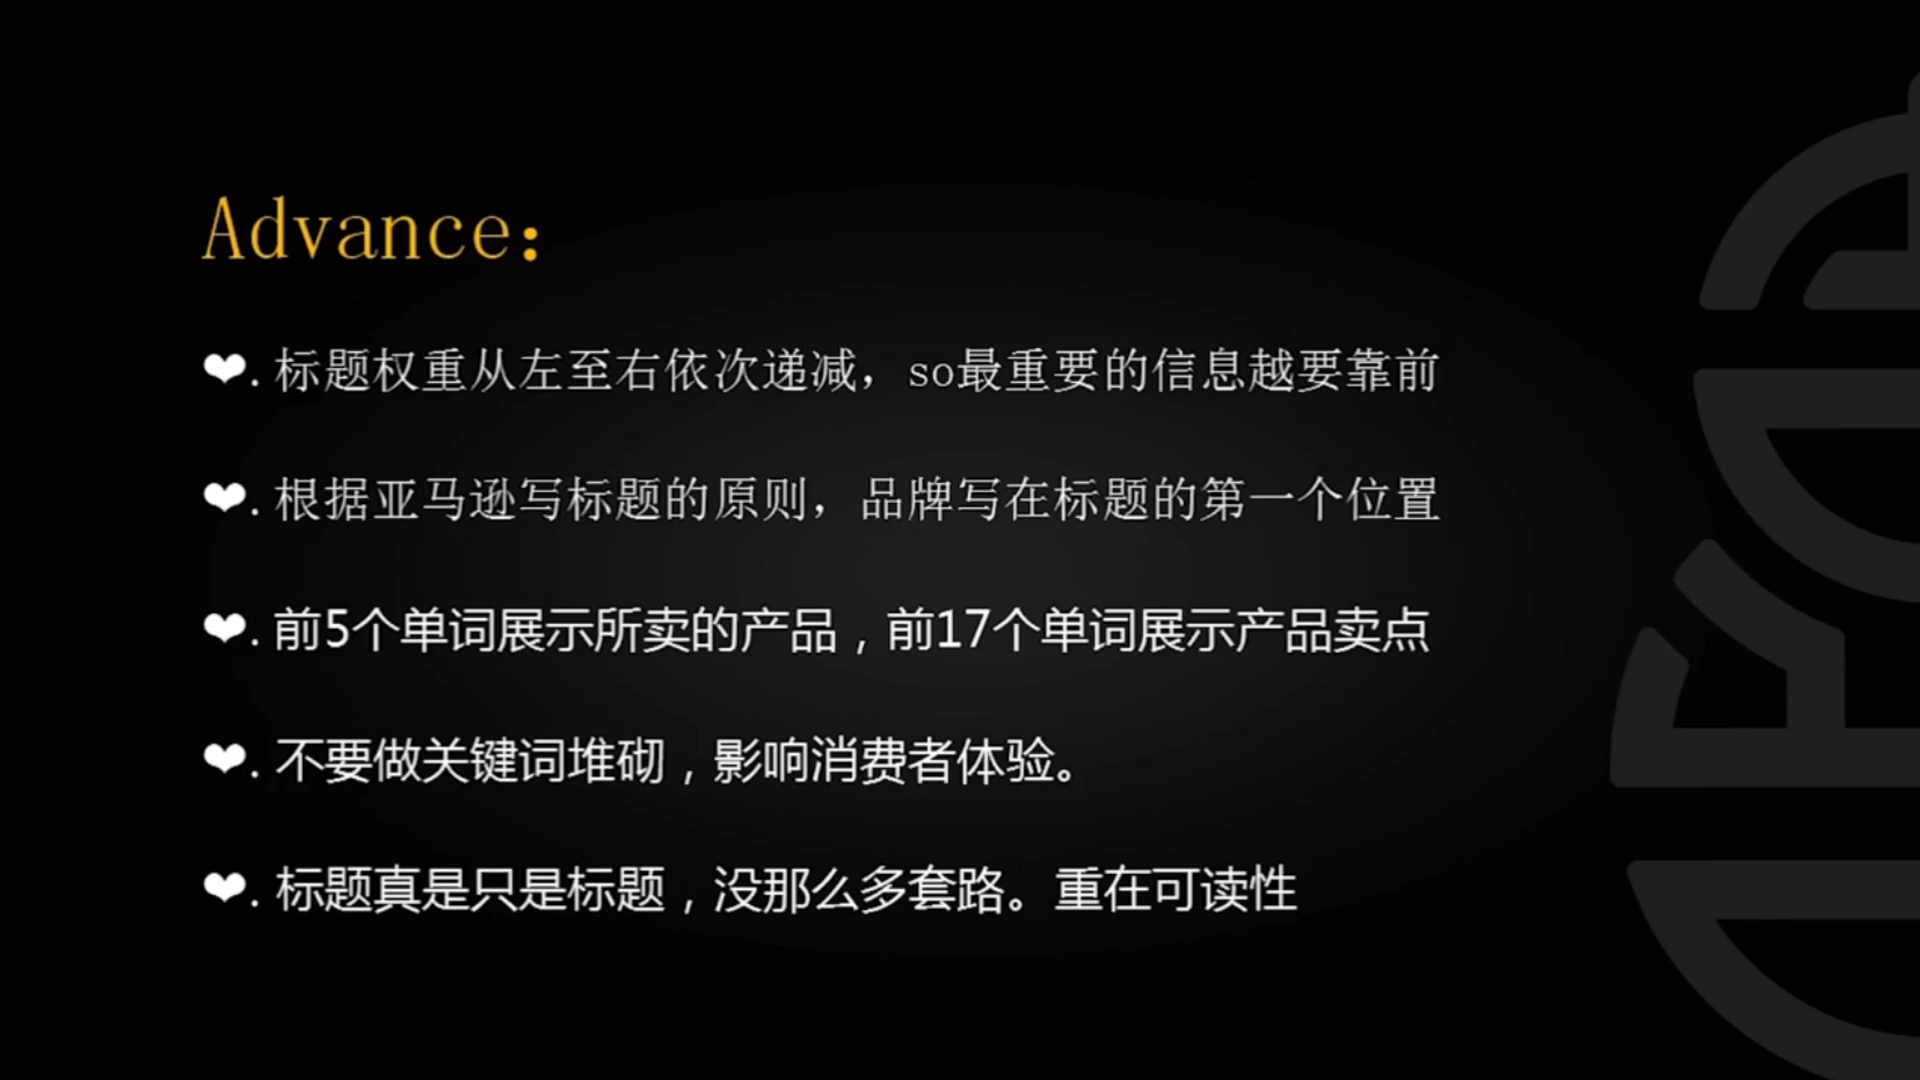 Advance：
❤. 标题权重从左至右依次递减，so最重要的信息越要靠前
❤. 根据亚马逊写标题的原则，品牌写在标题的第一个位置
❤. 前5个单词展示所卖的产品，前17个单词展示产品卖点
❤. 不要做关键词堆砌，影响消费者体验。
❤. 标题真是只是标题，没那么多套路。重在可读性